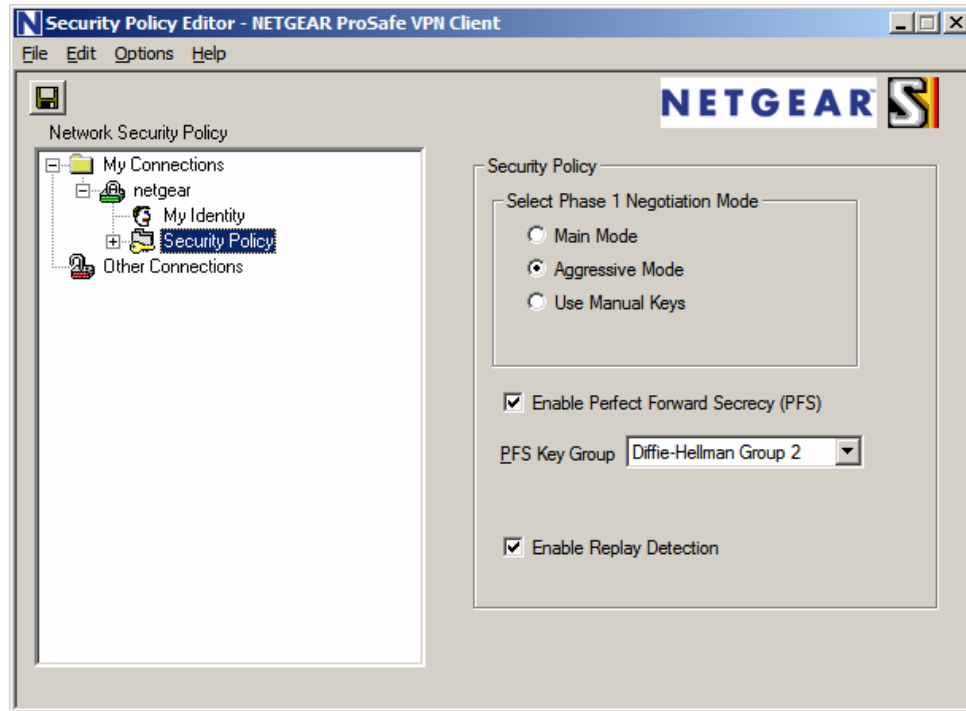 Security Policy Editor - NETGEAR ProSafe VPN Client
File Edit Options Help
NETGEAR
Network Security Policy
My Connections
netgear
My Identity
Security Policy
Other Connections
Security Policy
Select Phase 1 Negotiation Mode
Main Mode
Aggressive Mode
Use Manual Keys
Enable Perfect Forward Secrecy (PFS)
PFS Key Group Diffie-Hellman Group 2
Enable Replay Detection